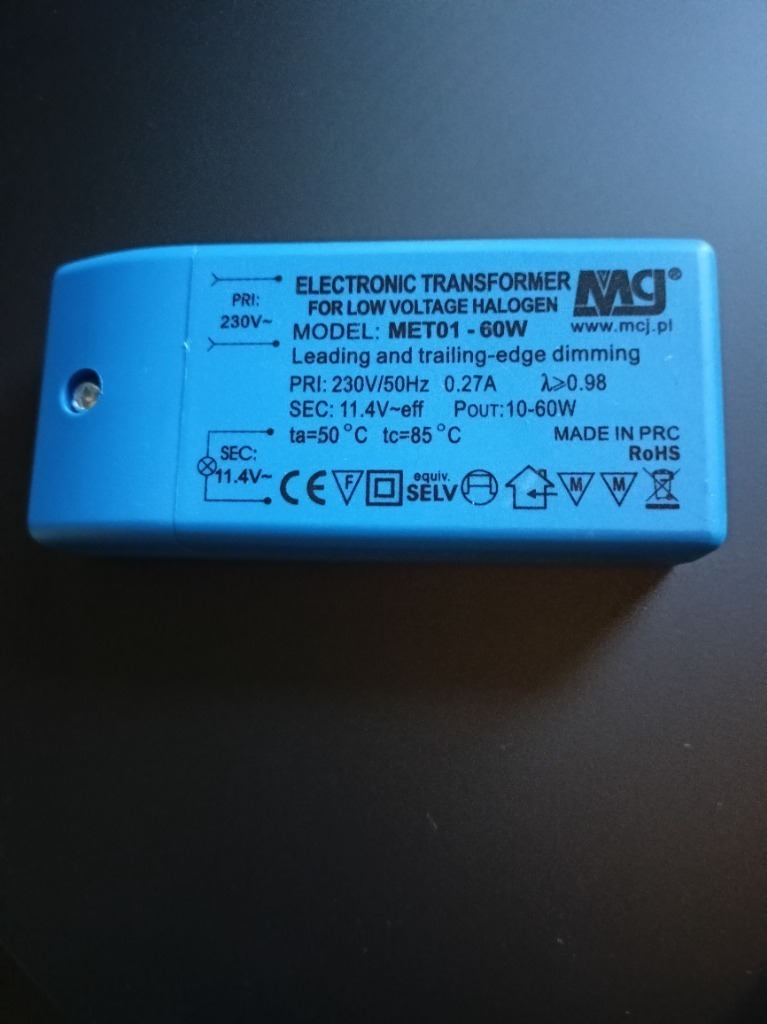 ELECTRONIC TRANSFORMER
FOR LOW VOLTAGE HALOGEN
MCJ®
www.mcj.pl
MODEL: MET01 - 60W
Leading and trailing-edge dimming
PRI:
230V~
PRI: 230V/50Hz 0.27A λ⩾0.98
SEC: 11.4V~eff POUT:10-60W
ta=50°C tc=85°C
MADE IN PRC
RoHS
SEC:
11.4V~
CE F equiv. M M
SELV